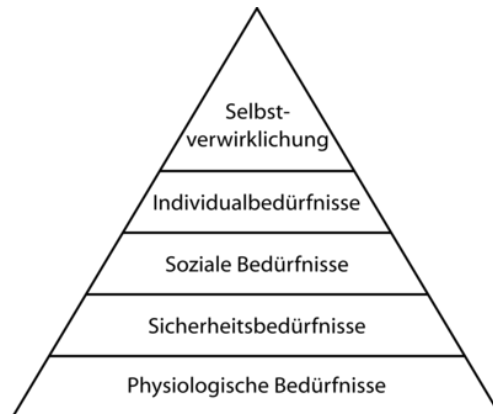 Selbst-
verwirklichung
Individualbedürfnisse
Soziale Bedürfnisse
Sicherheitsbedürfnisse
Physiologische Bedürfnisse